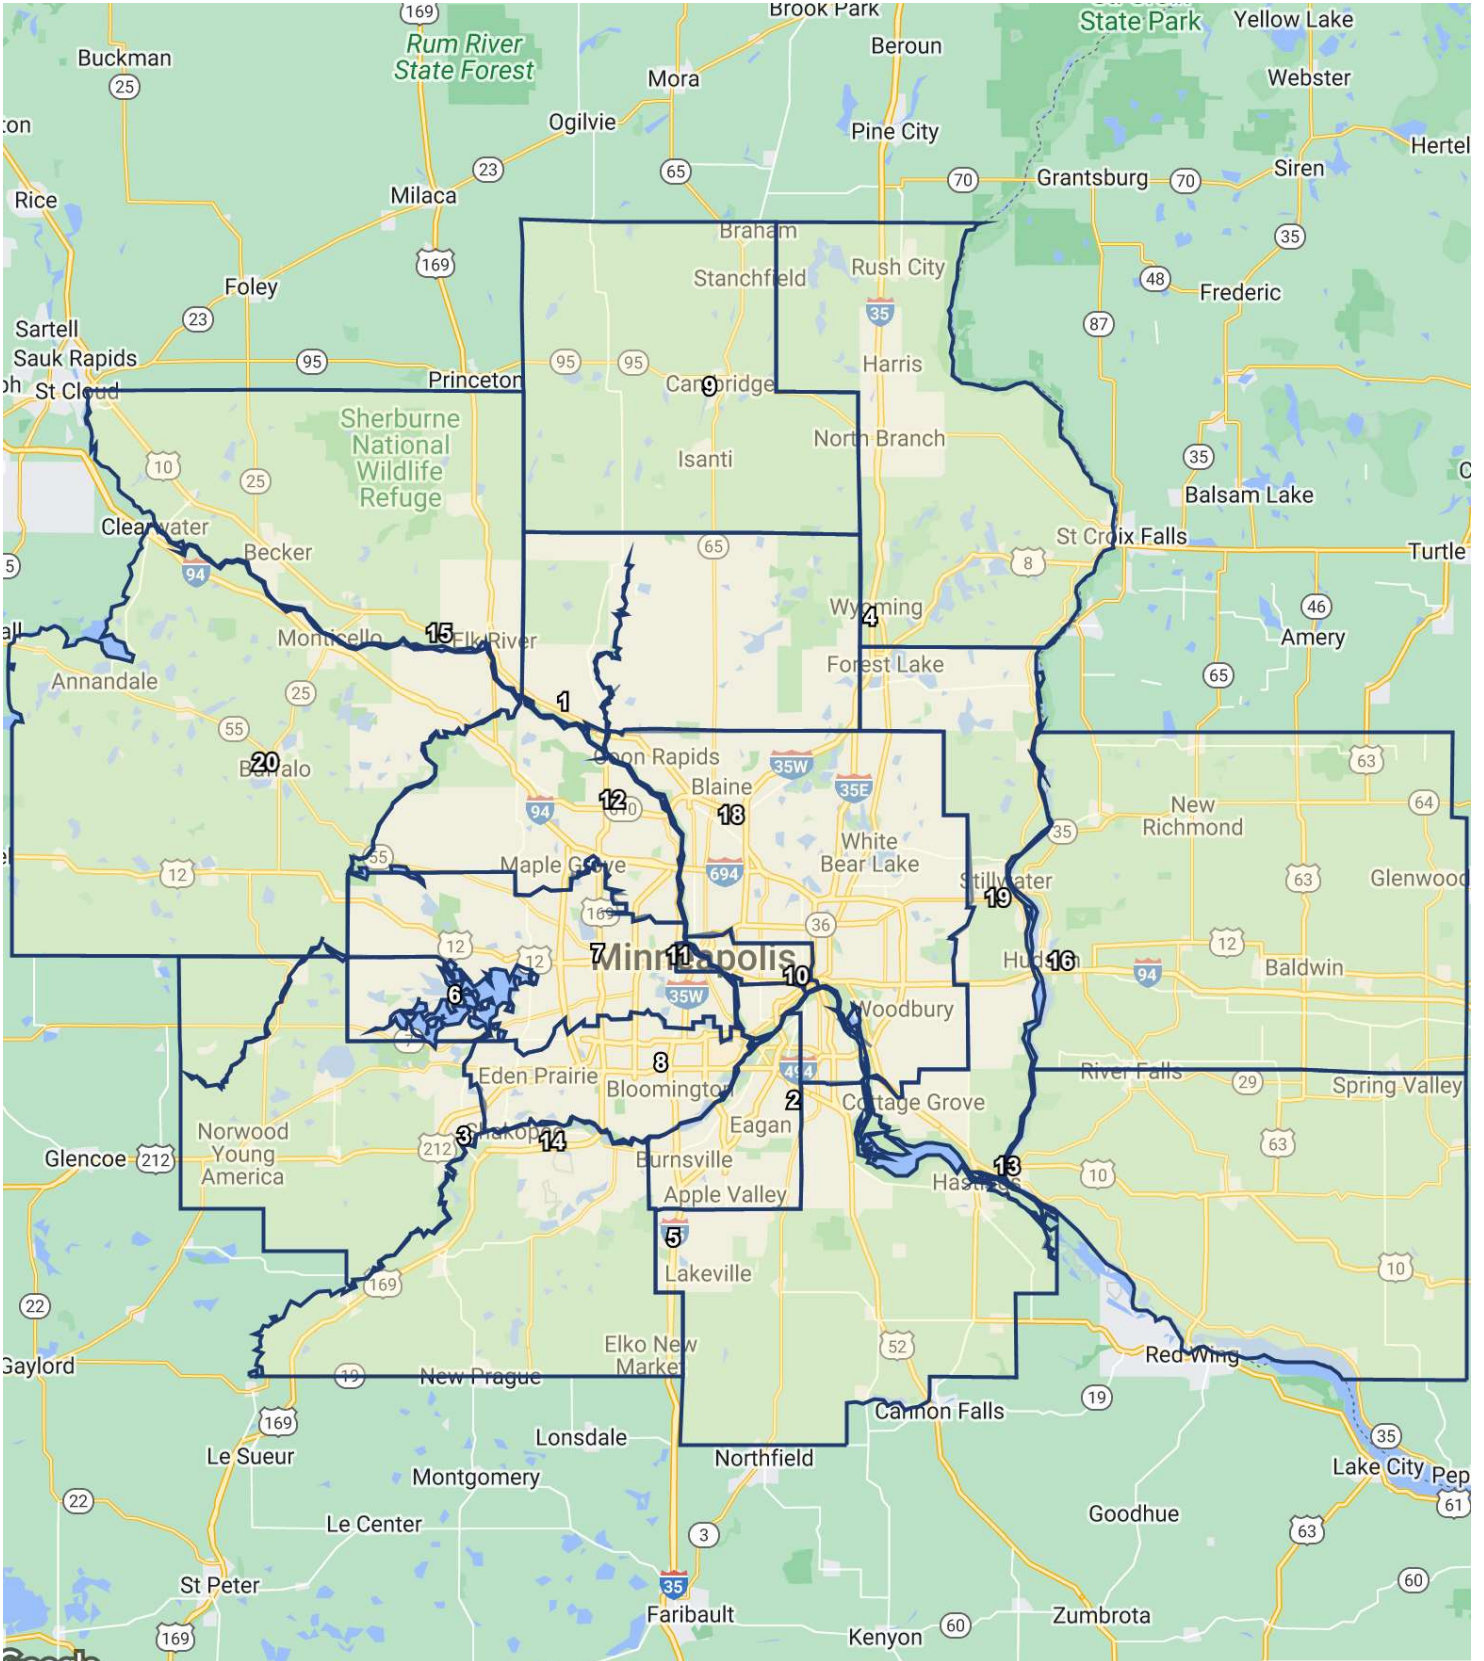 169
Brook Park
State Park
Yellow Lake
Buckman
Rum River
State Forest
Beroun
25
Mora
Webster
Ogilvie
Pine City
Hertel
23
65
70
Grantsburg
70
Siren
Rice
Milaca
Braham
35
169
Stanchfield
Rush City
48
Foley
Frederic
23
35
87
Sartell
Sauk Rapids
95
95
95
Harris
St Cloud
Princeton
Cambridge
9
Sherburne
National
Wildlife
Refuge
North Branch
10
Isanti
35
25
Balsam Lake
Clearwater
St Croix Falls
Becker
65
8
Turtle
94
Wyoming
4
46
Monticello
15
Elk River
Amery
Forest Lake
Annandale
25
1
65
55
20
Buffalo
Coon Rapids
35W
63
Blaine
35E
12
610
94
18
New
Richmond
64
35
White
Bear Lake
55
Maple Grove
694
12
Stillwater
63
Glenwood
19
169
36
12
12
7
Minneapolis
11
10
Hudson
16
12
Baldwin
94
6
35W
Woodbury
7
8
494
Eden Prairie
Bloomington
River Falls
29
Spring Valley
2
Cottage Grove
Eagan
Norwood
Young
America
3
Shakopee
14
212
63
Glencoe
212
Burnsville
13
10
Hastings
Apple Valley
5
Lakeville
10
169
22
Elko New
Market
52
Gaylord
19
New Prague
Red Wing
19
169
Cannon Falls
Lonsdale
35
Le Sueur
Northfield
Montgomery
Lake City
Pep
22
61
Goodhue
Le Center
3
63
35
St Peter
60
Faribault
Zumbrota
169
Kenyon
60
Google